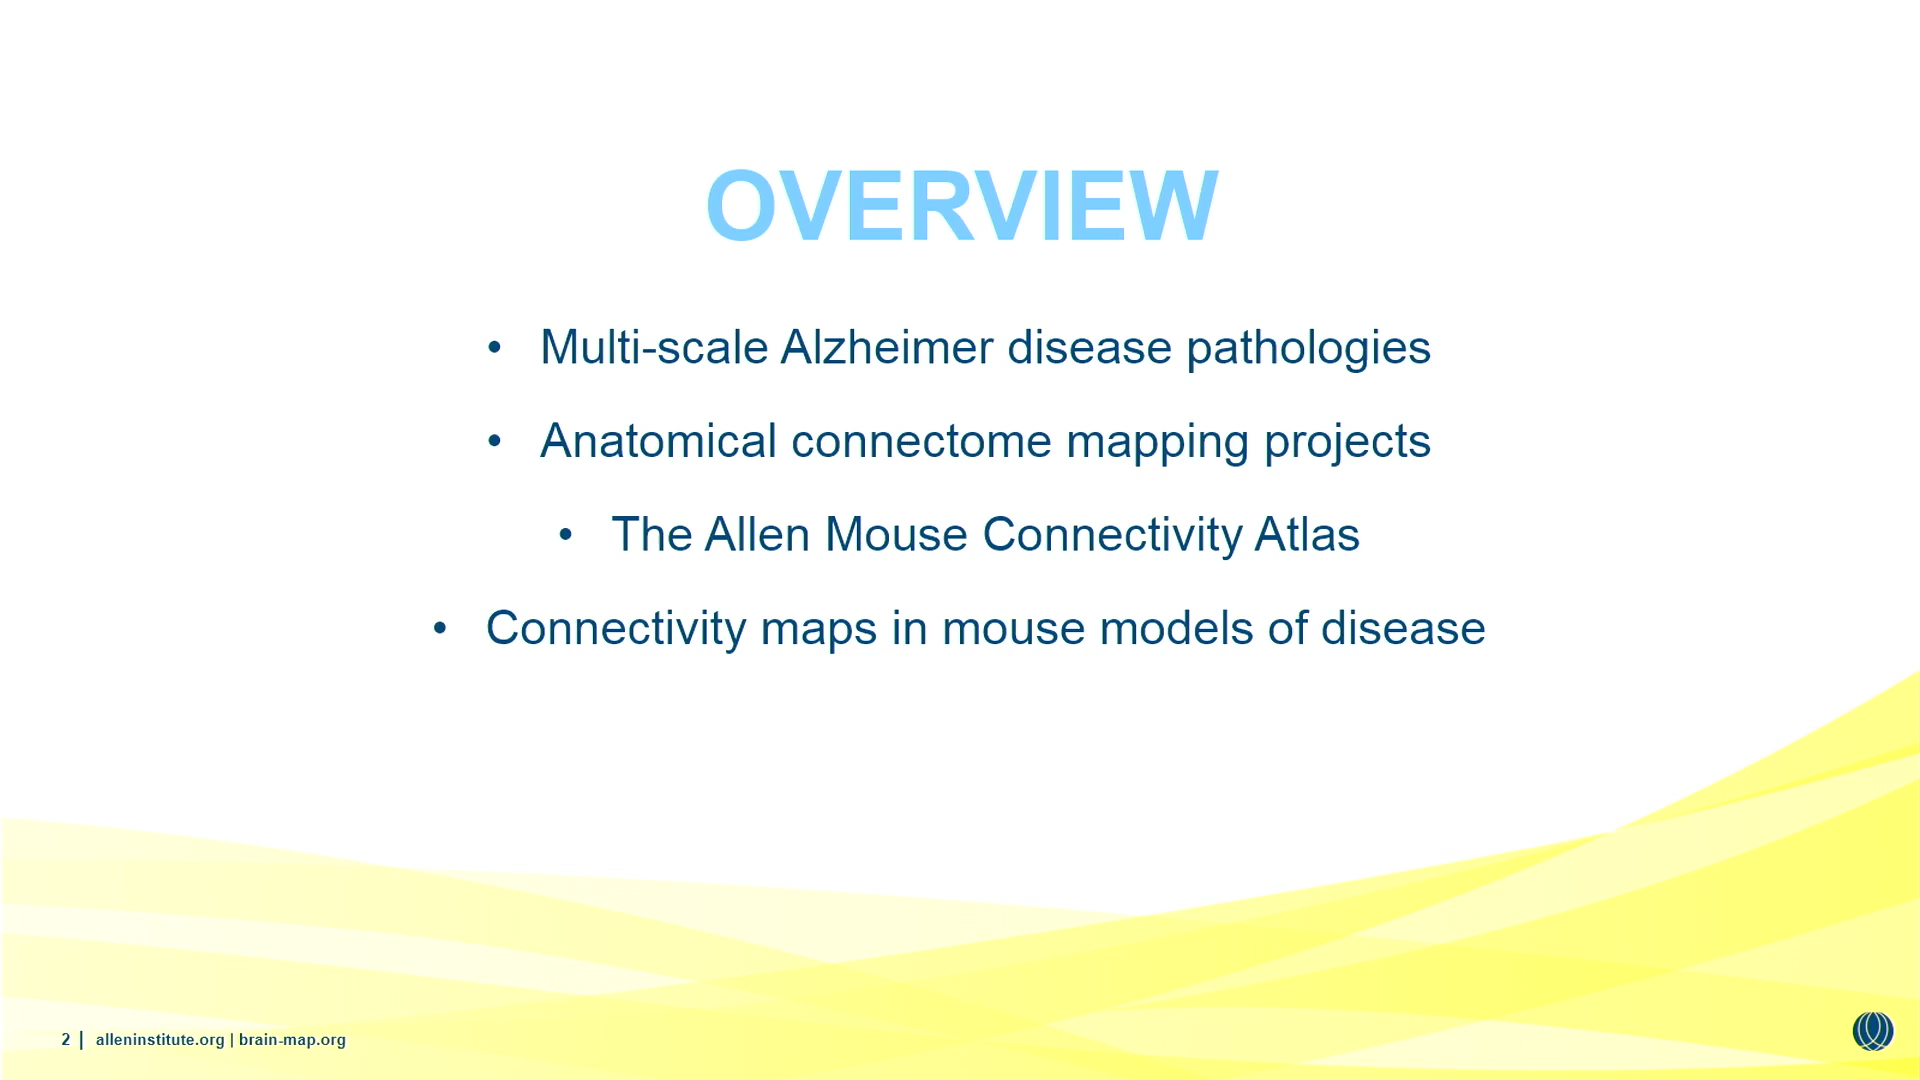 OVERVIEW
• Multi-scale Alzheimer disease pathologies
• Anatomical connectome mapping projects
• The Allen Mouse Connectivity Atlas
• Connectivity maps in mouse models of disease
2 | alleninstitute.org | brain-map.org